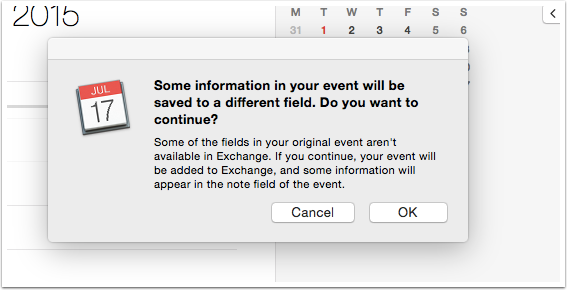 2015
M T W T F S S
31 1 2 3 4 5 6
JUL
17
Some information in your event will be
saved to a different field. Do you want to
continue?
Some of the fields in your original event aren't
available in Exchange. If you continue, your event will
be added to Exchange, and some information will
appear in the note field of the event.
Cancel OK